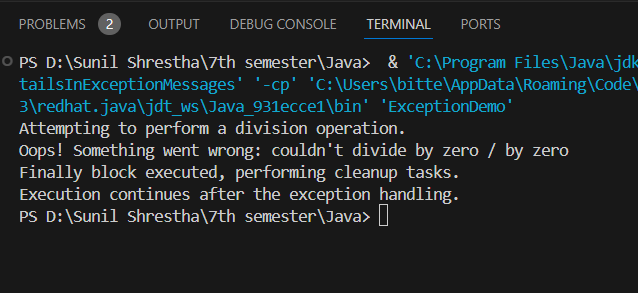 PROBLEMS 2 OUTPUT DEBUG CONSOLE TERMINAL PORTS
PS D:\Sunil Shrestha\7th semester\Java>  & 'C:\Program Files\Java\jdk
tailsInExceptionMessages' '-cp' 'C:\Users\bitte\AppData\Roaming\Code\
3\redhat.java\jdt_ws\Java_931ecce1\bin' 'ExceptionDemo'
Attempting to perform a division operation.
Oops! Something went wrong: couldn't divide by zero / by zero
Finally block executed, performing cleanup tasks.
Execution continues after the exception handling.
PS D:\Sunil Shrestha\7th semester\Java>